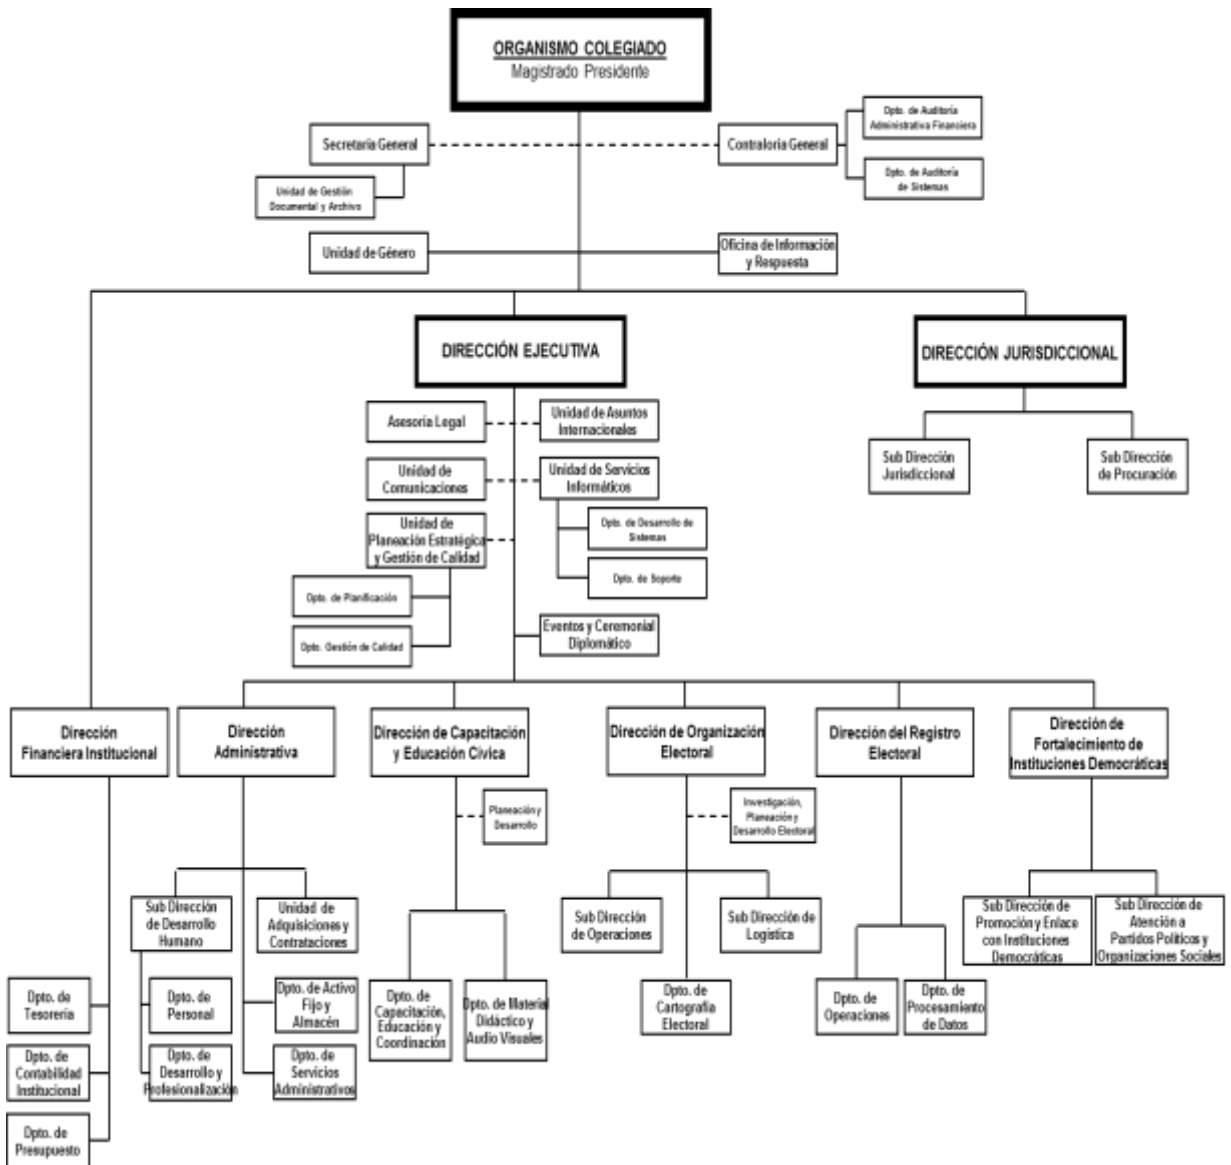 ORGANISMO COLEGIADO
Magistrado Presidente
Secretaría General
Contraloría General
Dpto. de Auditoría
Administrativa Financiera
Dpto. de Auditoría
de Sistemas
Unidad de Gestión
Documental y Archivo
Unidad de Género
Oficina de Información
y Respuesta
DIRECCIÓN EJECUTIVA
DIRECCIÓN JURISDICCIONAL
Asesoría Legal
Unidad de Asuntos
Internacionales
Sub Dirección
Jurisdiccional
Sub Dirección
de Procuración
Unidad de
Comunicaciones
Unidad de Servicios
Informáticos
Unidad de
Planeación Estratégica
y Gestión de Calidad
Dpto. de Desarrollo de
Sistemas
Dpto. de Soporte
Dpto. de Planificación
Dpto. Gestión de Calidad
Eventos y Ceremonial
Diplomático
Dirección
Financiera Institucional
Dirección
Administrativa
Dirección de Capacitación
y Educación Cívica
Dirección de Organización
Electoral
Dirección del Registro
Electoral
Dirección de
Fortalecimiento de
Instituciones Democráticas
Planeación y
Desarrollo
Investigación,
Planeación y
Desarrollo Electoral
Sub Dirección
de Desarrollo
Humano
Unidad de
Adquisiciones y
Contrataciones
Sub Dirección
de Operaciones
Sub Dirección de
Logística
Sub Dirección de
Promoción y Enlace
con Instituciones
Democráticas
Sub Dirección de
Atención a
Partidos Políticos y
Organizaciones Sociales
Dpto. de
Tesorería
Dpto. de
Personal
Dpto. de Activo
Fijo y
Almacén
Dpto. de
Capacitación,
Educación y
Coordinación
Dpto. de Material
Didáctico y
Audio Visuales
Dpto. de
Cartografía
Electoral
Dpto. de
Operaciones
Dpto. de
Procesamiento
de Datos
Dpto. de
Contabilidad
Institucional
Dpto. de
Desarrollo y
Profesionalización
Dpto. de
Servicios
Administrativos
Dpto. de
Presupuesto